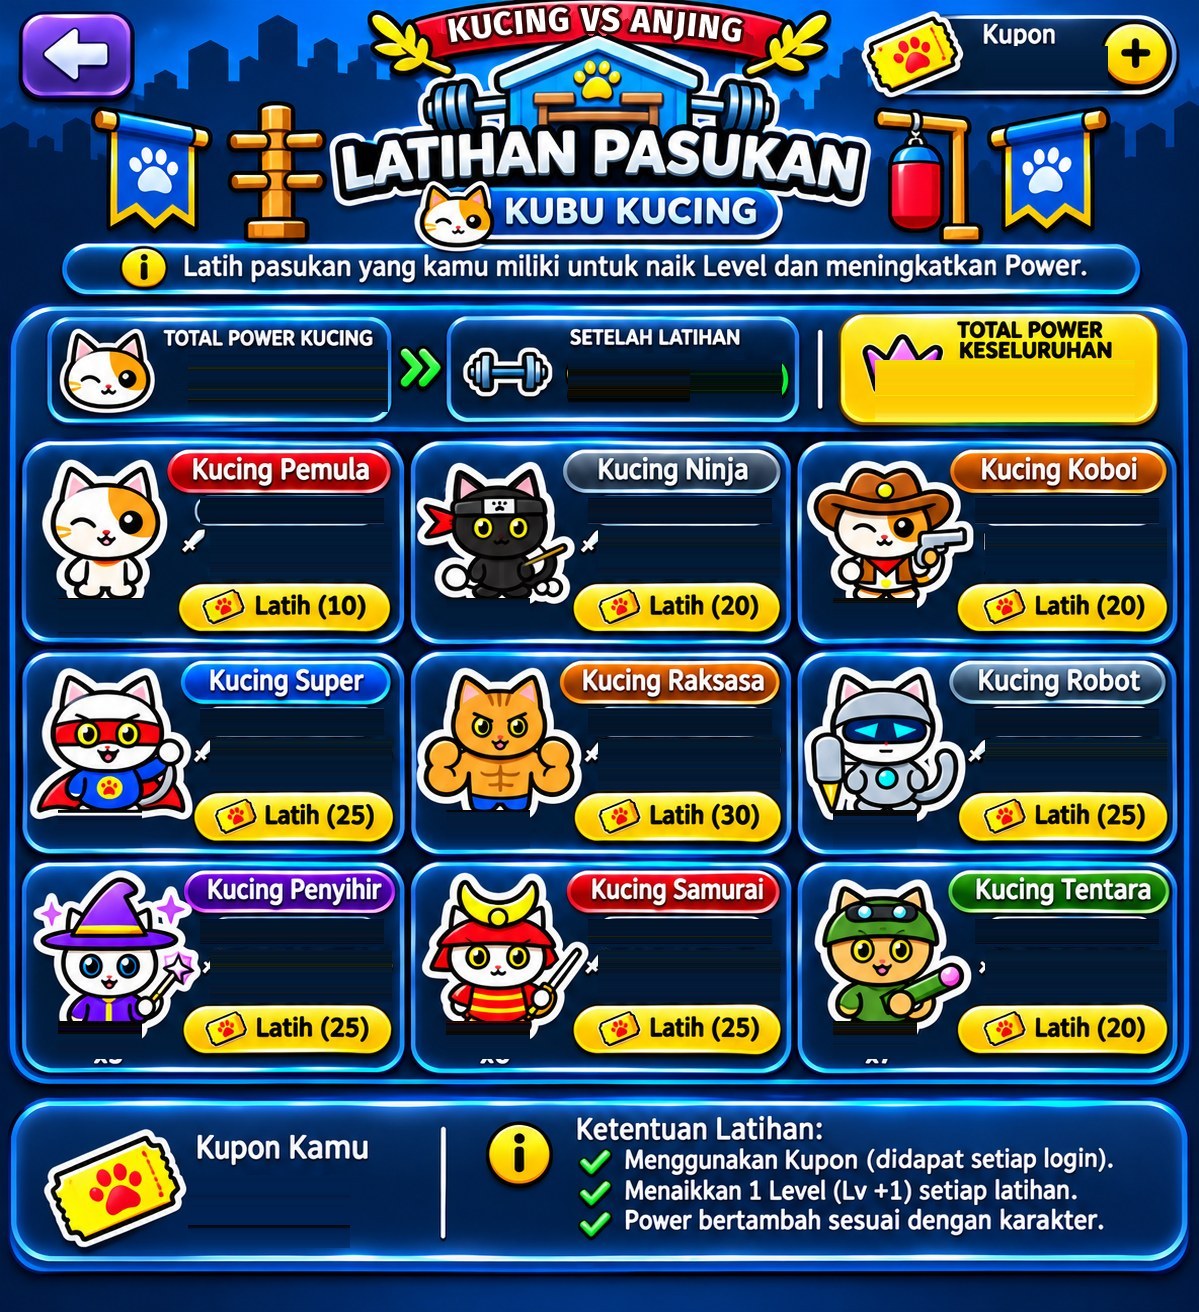 KUCING VS ANJING
Kupon
LATIHAN PASUKAN
KUBU KUCING
Latih pasukan yang kamu miliki untuk naik Level dan meningkatkan Power.
TOTAL POWER KUCING
SETELAH LATIHAN
TOTAL POWER
KESELURUHAN
Kucing Pemula
Latih (10)
Kucing Ninja
Latih (20)
Kucing Koboi
Latih (20)
Kucing Super
Latih (25)
Kucing Raksasa
Latih (30)
Kucing Robot
Latih (25)
Kucing Penyihir
Latih (25)
Kucing Samurai
Latih (25)
Kucing Tentara
Latih (20)
Kupon Kamu
Ketentuan Latihan:
Menggunakan Kupon (didapat setiap login).
Menaikkan 1 Level (Lv +1) setiap latihan.
Power bertambah sesuai dengan karakter.